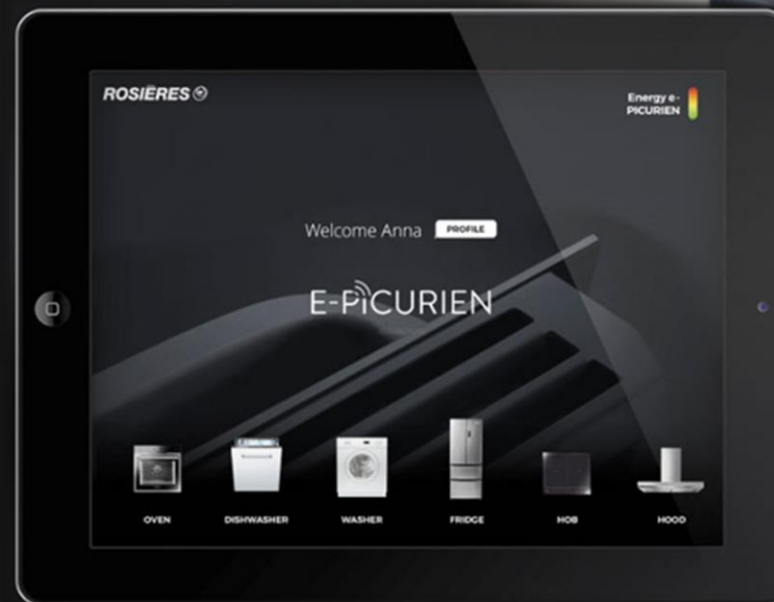 ROSIÈRES
Energy e-
PICURIEN
Welcome Anna
PROFILE
E-PiCURIEN
OVEN
DISHWASHER
WASHER
FRIDGE
HOB
HOOD